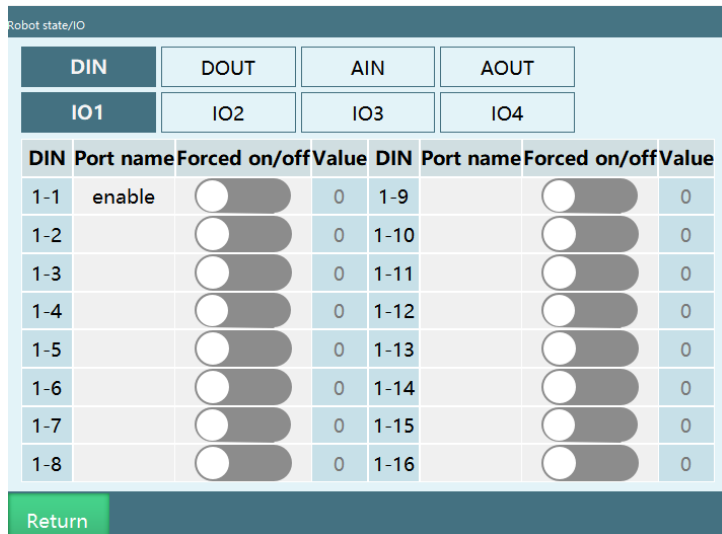 Robot state/IO
DIN DOUT AIN AOUT
IO1 IO2 IO3 IO4
DIN Port name Forced on/off Value DIN Port name Forced on/off Value
1-1 enable 0 1-9 0
1-2 0 1-10 0
1-3 0 1-11 0
1-4 0 1-12 0
1-5 0 1-13 0
1-6 0 1-14 0
1-7 0 1-15 0
1-8 0 1-16 0
Return